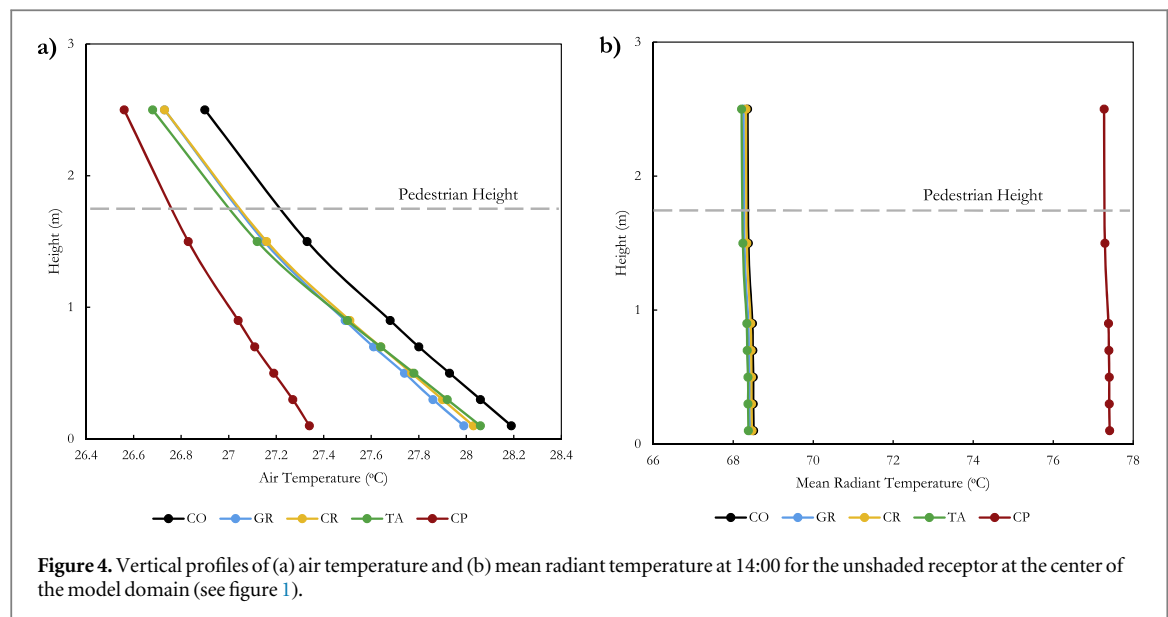 a)
3
2
1
0
Height (m)
Pedestrian Height
26.4 26.6 26.8 27 27.2 27.4 27.6 27.8 28 28.2 28.4
Air Temperature (ºC)
CO GR CR TA CP
b)
3
2
1
0
Height (m)
Pedestrian Height
66 68 70 72 74 76 78
Mean Radiant Temperature (ºC)
CO GR CR TA CP
Figure 4. Vertical profiles of (a) air temperature and (b) mean radiant temperature at 14:00 for the unshaded receptor at the center of
the model domain (see figure 1).